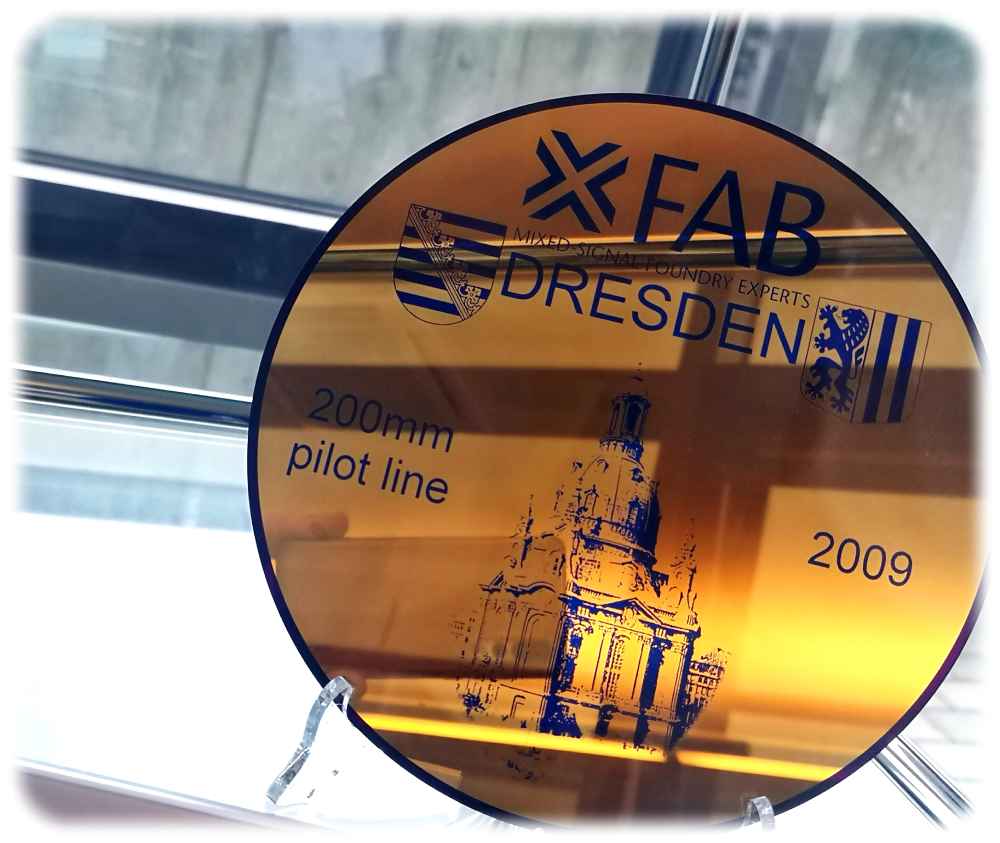 XFAB
MIXED-SIGNAL FOUNDRY EXPERTS
DRESDEN
200mm
pilot line
2009